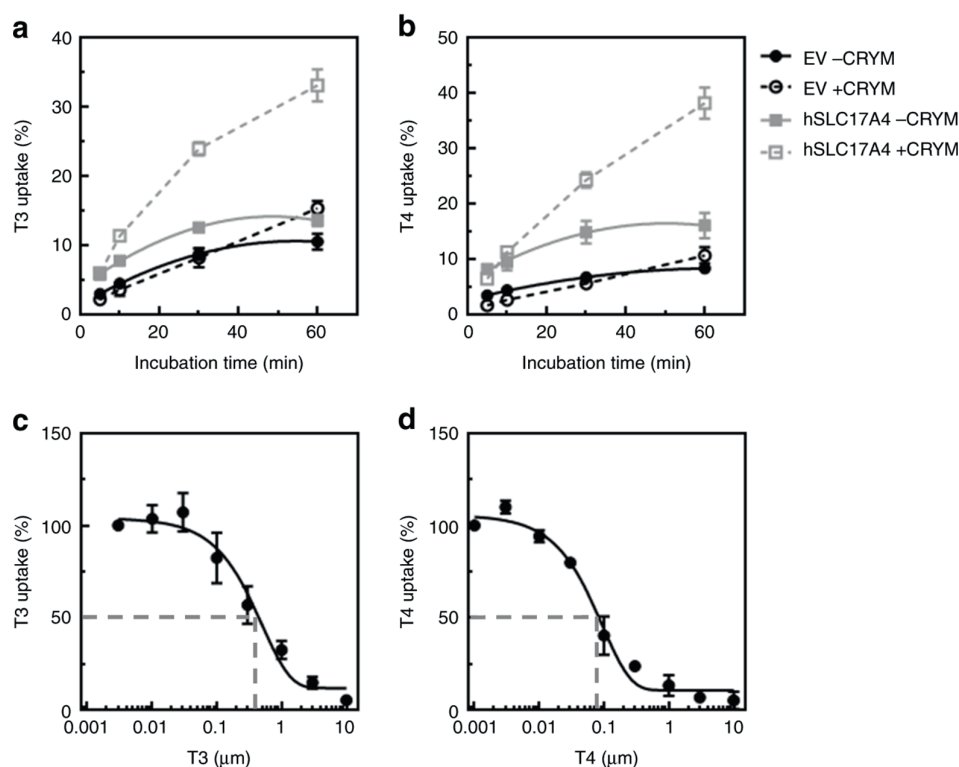 a
T3 uptake (%)
40
30
20
10
0
0 20 40 60
Incubation time (min)
b
T4 uptake (%)
50
40
30
20
10
0
0 20 40 60
Incubation time (min)
EV –CRYM
EV +CRYM
hSLC17A4 –CRYM
hSLC17A4 +CRYM
c
T3 uptake (%)
150
100
50
0
0.001 0.01 0.1 1 10
T3 (μm)
d
T4 uptake (%)
150
100
50
0
0.001 0.01 0.1 1 10
T4 (μm)